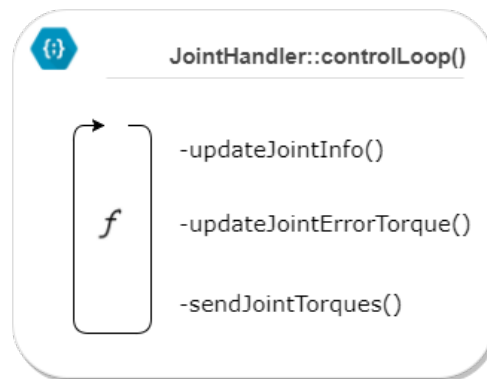 {;}
JointHandler::controlLoop()
-updateJointInfo()
f
-updateJointErrorTorque()
-sendJointTorques()